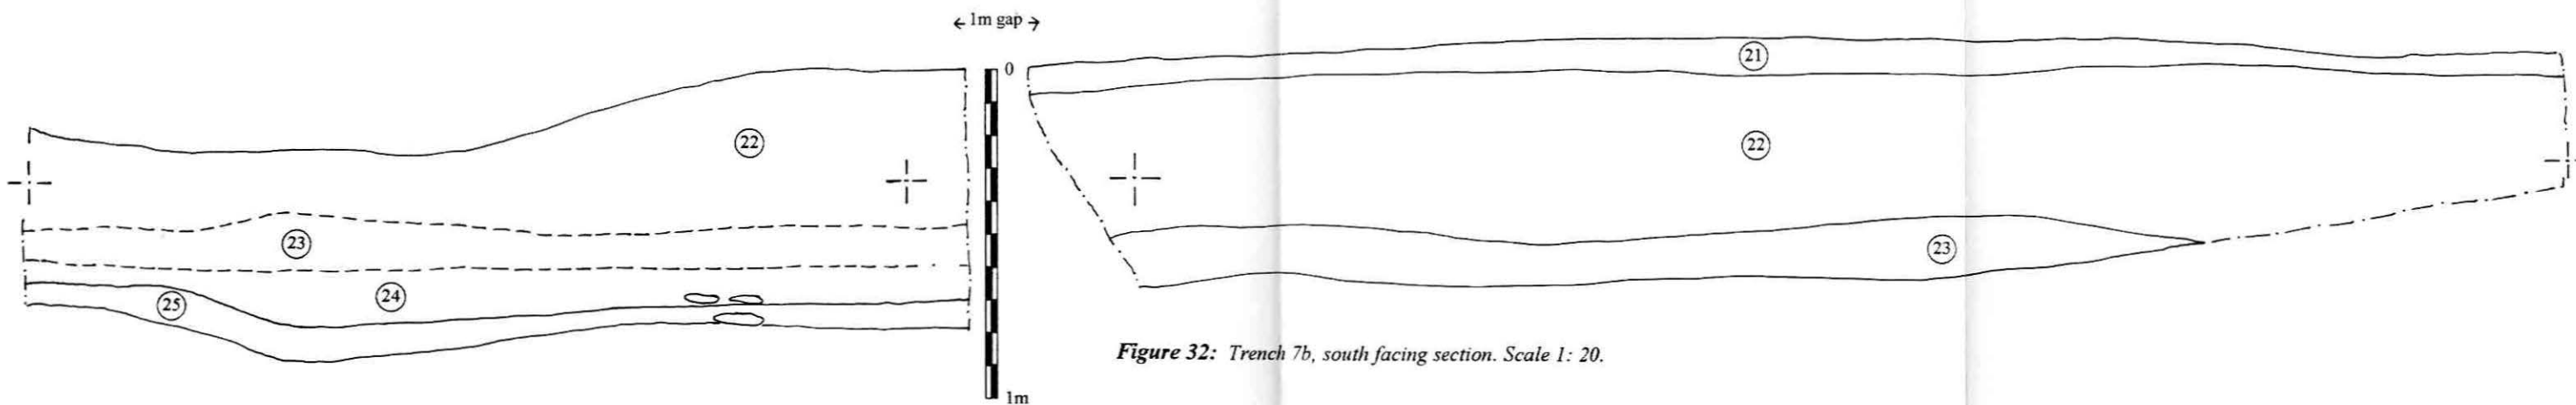 ← 1m gap →
0
21
22
22
23
23
24
25
Figure 32: Trench 7b, south facing section. Scale 1: 20.
1m